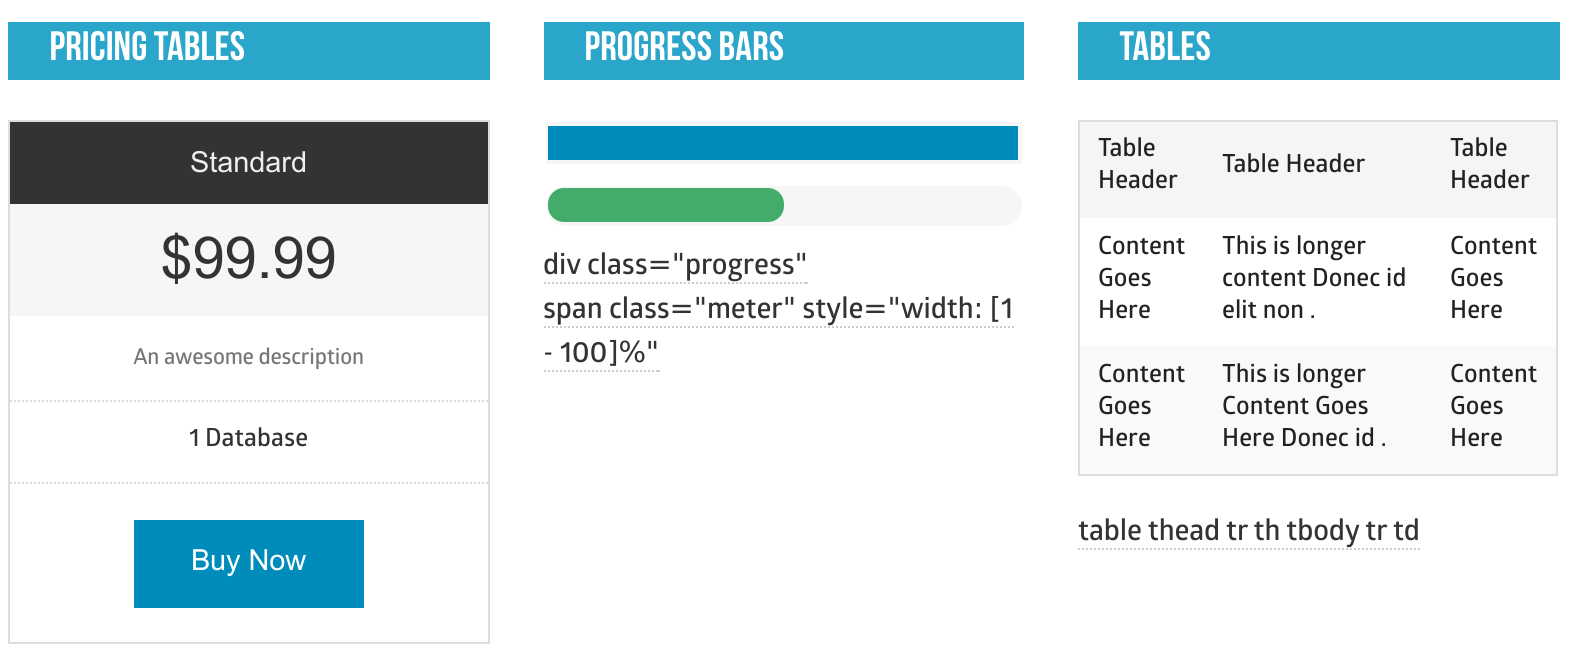 PRICING TABLES
Standard
$99.99
An awesome description
1 Database
Buy Now
PROGRESS BARS
div class="progress"
span class="meter" style="width: [1
- 100]%"
TABLES
Table
Header
Table Header
Table
Header
Content
Goes
Here
This is longer
content Donec id
elit non .
Content
Goes
Here
Content
Goes
Here
This is longer
Content Goes
Here Donec id .
Content
Goes
Here
table thead tr th tbody tr td